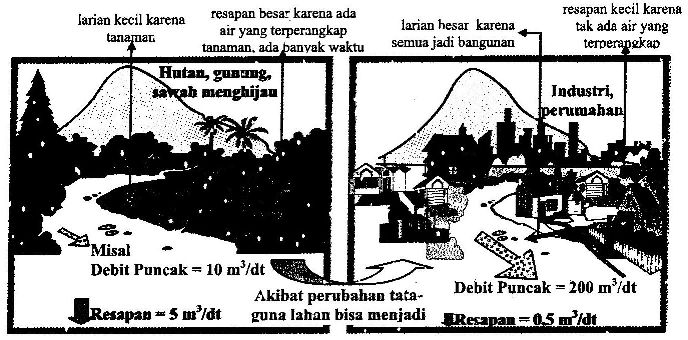 larian kecil karena
tanaman
resapan besar karena ada
air yang terperangkap
tanaman, ada banyak waktu
larian besar karena
semua jadi bangunan
resapan kecil karena
tak ada air yang
terperangkap
Hutan, gunung,
sawah menghijau
Industri,
perumahan
Misal
Debit Puncak = 10 m³/dt
Resapan = 5 m³/dt
Akibat perubahan tata-
guna lahan bisa menjadi
Debit Puncak = 200 m³/dt
Resapan = 0,5 m³/dt